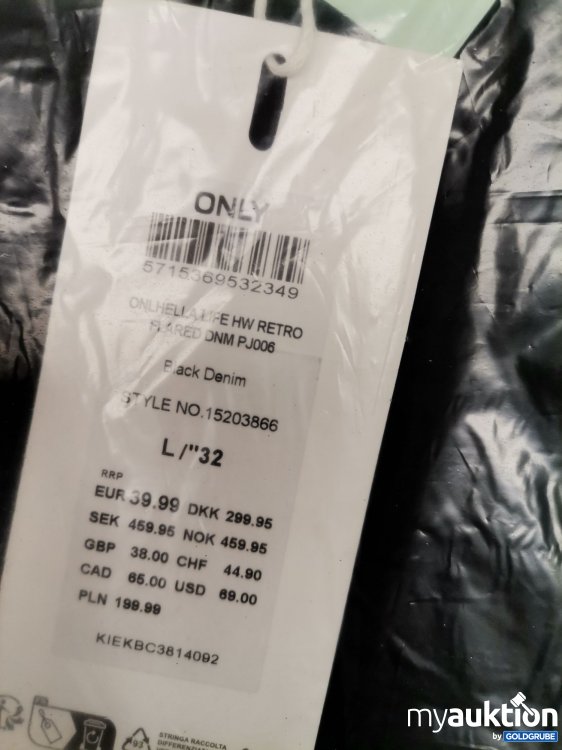 ONLY
5715369532349
ONLHELLA LIFE HW RETRO
FLARED DNM PJ006
Black Denim
STYLE NO.15203866
L /"32
RRP
EUR 39.99 DKK 299.95
SEK 459.95 NOK 459.95
GBP 38.00 CHF 44.90
CAD 65.00 USD 69.00
PLN 199.99
KIEKBC3814092
STRINGA RACCOLTA
myauktion
by GOLDGRUBE